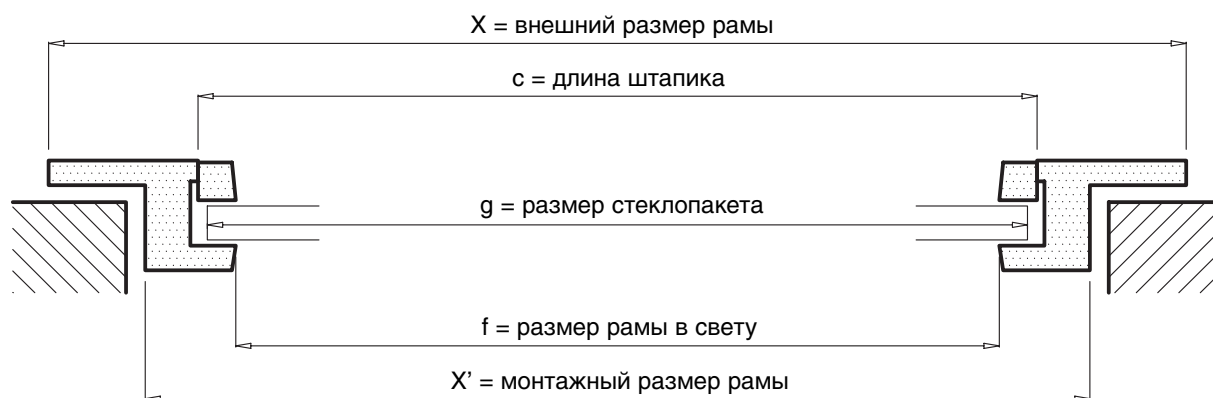 X = внешний размер рамы
c = длина штапика
g = размер стеклопакета
f = размер рамы в свету
X’ = монтажный размер рамы